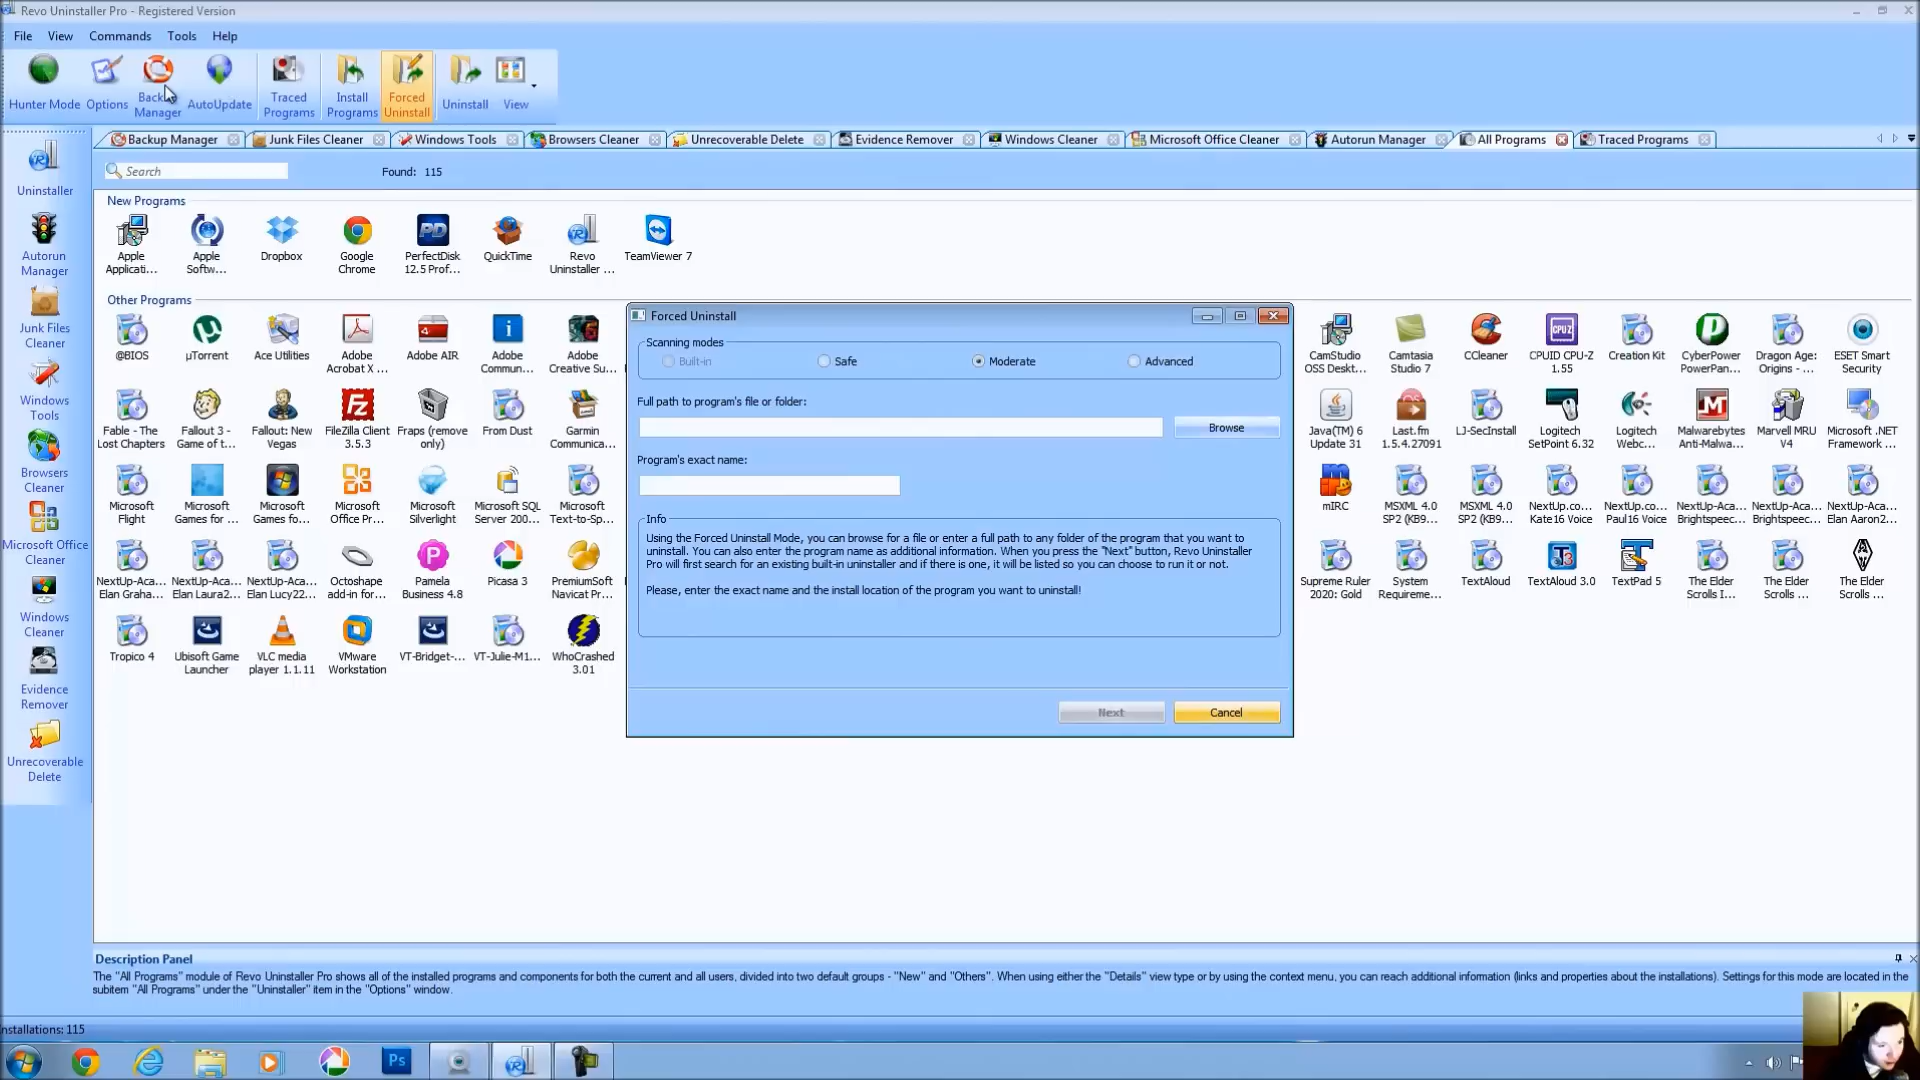 Revo Uninstaller Pro - Registered Version
File View Commands Tools Help
Hunter Mode Options Backup Manager AutoUpdate Traced Programs Install Programs Forced Uninstall Uninstall View
Backup Manager Junk Files Cleaner Windows Tools Browsers Cleaner Unrecoverable Delete Evidence Remover Windows Cleaner Microsoft Office Cleaner Autorun Manager All Programs Traced Programs
Uninstaller
Autorun
Manager
Junk Files
Cleaner
Windows
Tools
Browsers
Cleaner
Microsoft Office
Cleaner
Windows
Cleaner
Evidence
Remover
Unrecoverable
Delete
Search Found: 115
New Programs
Apple Apple Dropbox Google PerfectDisk QuickTime Revo TeamViewer 7
Applicati... Softw... Chrome 12.5 Prof... Uninstaller ...
Other Programs
@BIOS µTorrent Ace Utilities Adobe Adobe AIR Adobe Adobe
Acrobat X ... Commun... Creative Su...
Fable - The Fallout 3 - Fallout: New FileZilla Client Fraps (remove From Dust Garmin
Lost Chapters Game of t... Vegas 3.5.3 only) Communica...
Microsoft Microsoft Microsoft Microsoft Microsoft Microsoft SQL Microsoft
Flight Games for ... Games fo... Office Pr... Silverlight Server 200... Text-to-Sp...
NextUp-Aca... NextUp-Aca... NextUp-Aca... Octoshape Pamela Picasa 3 PremiumSoft
Elan Graha... Elan Laura2... Elan Lucy22... add-in for... Business 4.8 Navicat Pr...
Tropico 4 Ubisoft Game VLC media VMware VT-Bridget-... VT-Julie-M1... WhoCrashed
Launcher player 1.1.11 Workstation 3.01
Forced Uninstall
Scanning modes
Built-in Safe Moderate Advanced
Full path to program's file or folder:
Browse
Program's exact name:
Info
Using the Forced Uninstall Mode, you can browse for a file or enter a full path to any folder of the program that you want to
uninstall. You can also enter the program name as additional information. When you press the "Next" button, Revo Uninstaller
Pro will first search for an existing built-in uninstaller and if there is one, it will be listed so you can choose to run it or not.
Please, enter the exact name and the install location of the program you want to uninstall!
Next Cancel
CamStudio Camtasia CCleaner CPUID CPU-Z Creation Kit CyberPower Dragon Age: ESET Smart
OSS Deskt... Studio 7 1.55 PowerPan... Origins - ... Security
Java(TM) 6 Last.fm LJ-SecInstall Logitech Logitech Malwarebytes Marvell MRU Microsoft .NET
Update 31 1.5.4.27091 SetPoint 6.32 Webc... Anti-Malwa... V4 Framework ...
mIRC MSXML 4.0 MSXML 4.0 NextUp.co... NextUp.co... NextUp-Aca... NextUp-Aca... NextUp-Aca...
SP2 (KB9... SP2 (KB9... Kate16 Voice Paul16 Voice Brightspeec... Brightspeec... Elan Aaron2...
Supreme Ruler System TextAloud TextAloud 3.0 TextPad 5 The Elder The Elder The Elder
2020: Gold Requireme... Scrolls I... Scrolls ... Scrolls ...
Description Panel
The "All Programs" module of Revo Uninstaller Pro shows all of the installed programs and components for both the current and all users, divided into two default groups - "New" and "Others". When using either the "Details" view type or by using the context menu, you can reach additional information (links and properties about the installations). Settings for this mode are located in the
subitem "All Programs" under the "Uninstaller" item in the "Options" window.
nstallations: 115
Ps